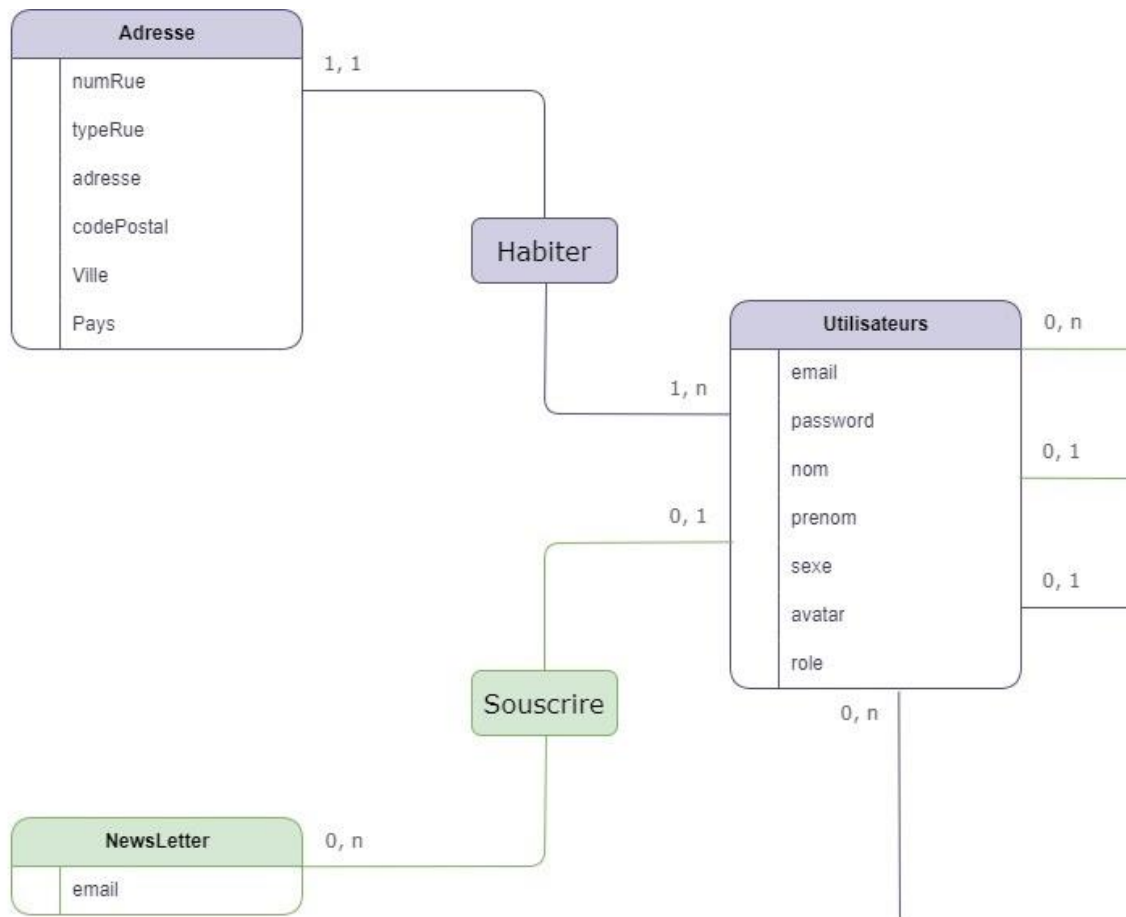 Adresse
numRue
typeRue
adresse
codePostal
Ville
Pays
1, 1
Habiter
1, n
Utilisateurs
email
password
nom
prenom
sexe
avatar
role
0, n
0, 1
0, 1
0, n
0, 1
Souscrire
0, n
NewsLetter
email